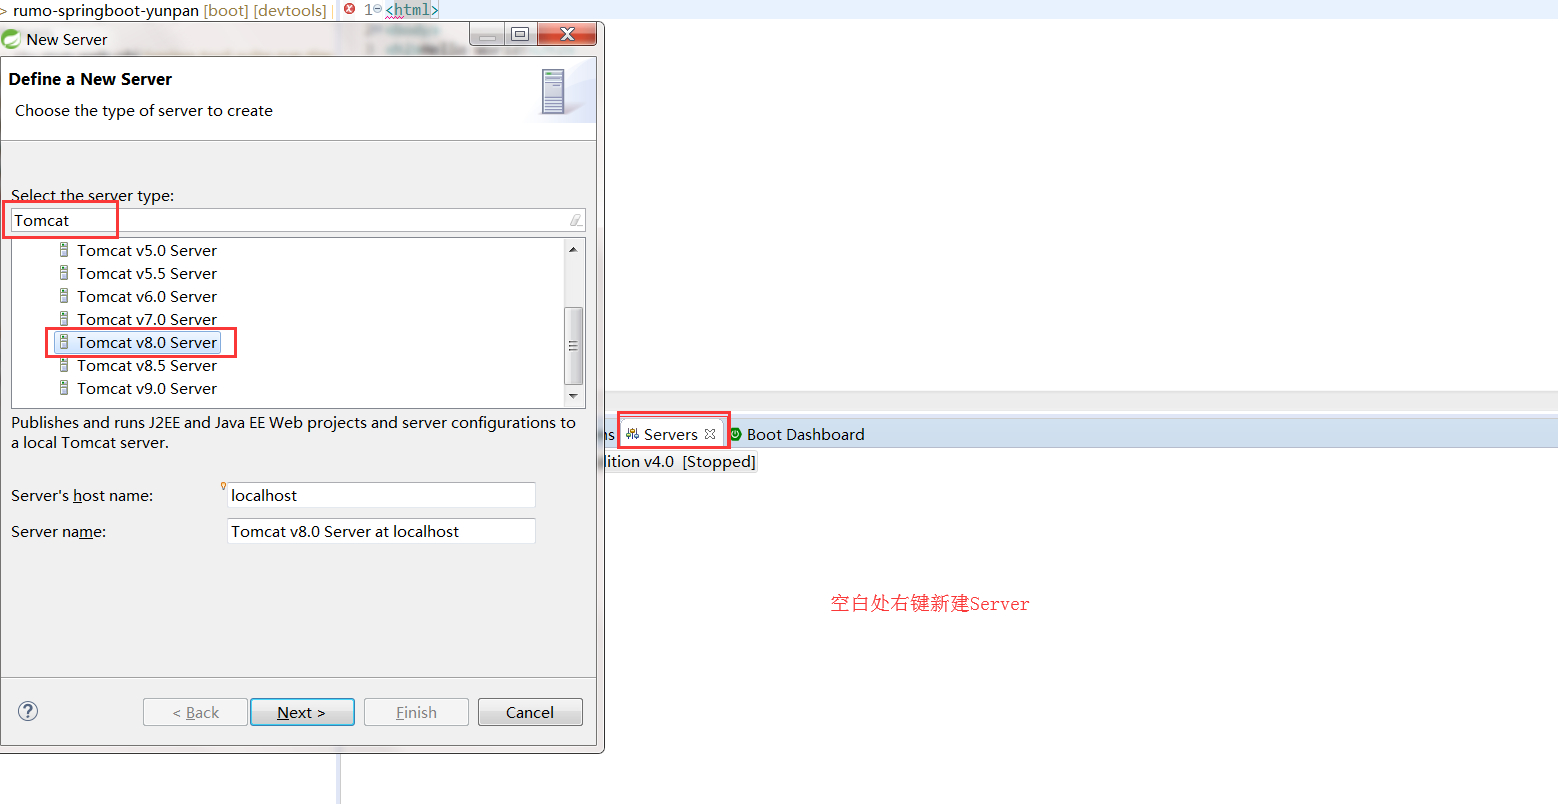 > rumo-springboot-yunpan [boot] [devtools]
1 <html>
New Server
Define a New Server
Choose the type of server to create
Select the server type:
Tomcat
Tomcat v5.0 Server
Tomcat v5.5 Server
Tomcat v6.0 Server
Tomcat v7.0 Server
Tomcat v8.0 Server
Tomcat v8.5 Server
Tomcat v9.0 Server
Publishes and runs J2EE and Java EE Web projects and server configurations to
a local Tomcat server.
Server's host name: localhost
Server name: Tomcat v8.0 Server at localhost
? < Back Next > Finish Cancel
ns Servers Boot Dashboard
dition v4.0 [Stopped]
空白处右键新建Server